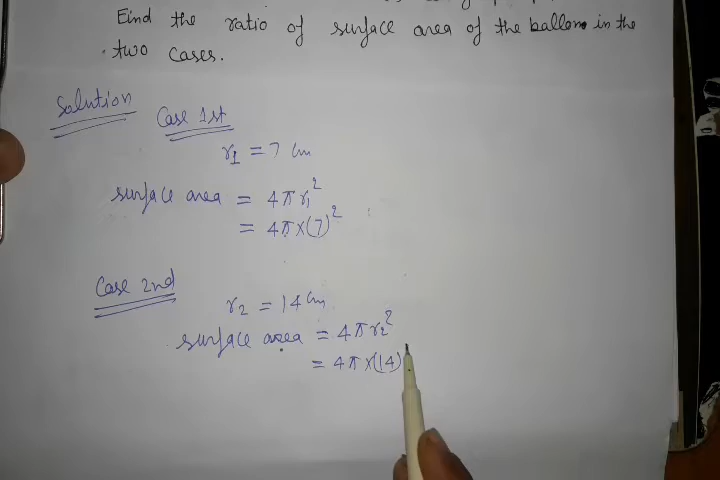 Find the ratio of surface area of the balloon in the
two cases.
Solution
Case 1st
r₁ = 7 cm
surface area = 4πr₁²
= 4π×(7)²
Case 2nd
r₂ = 14 cm
surface area = 4πr₂²
= 4π×(14)